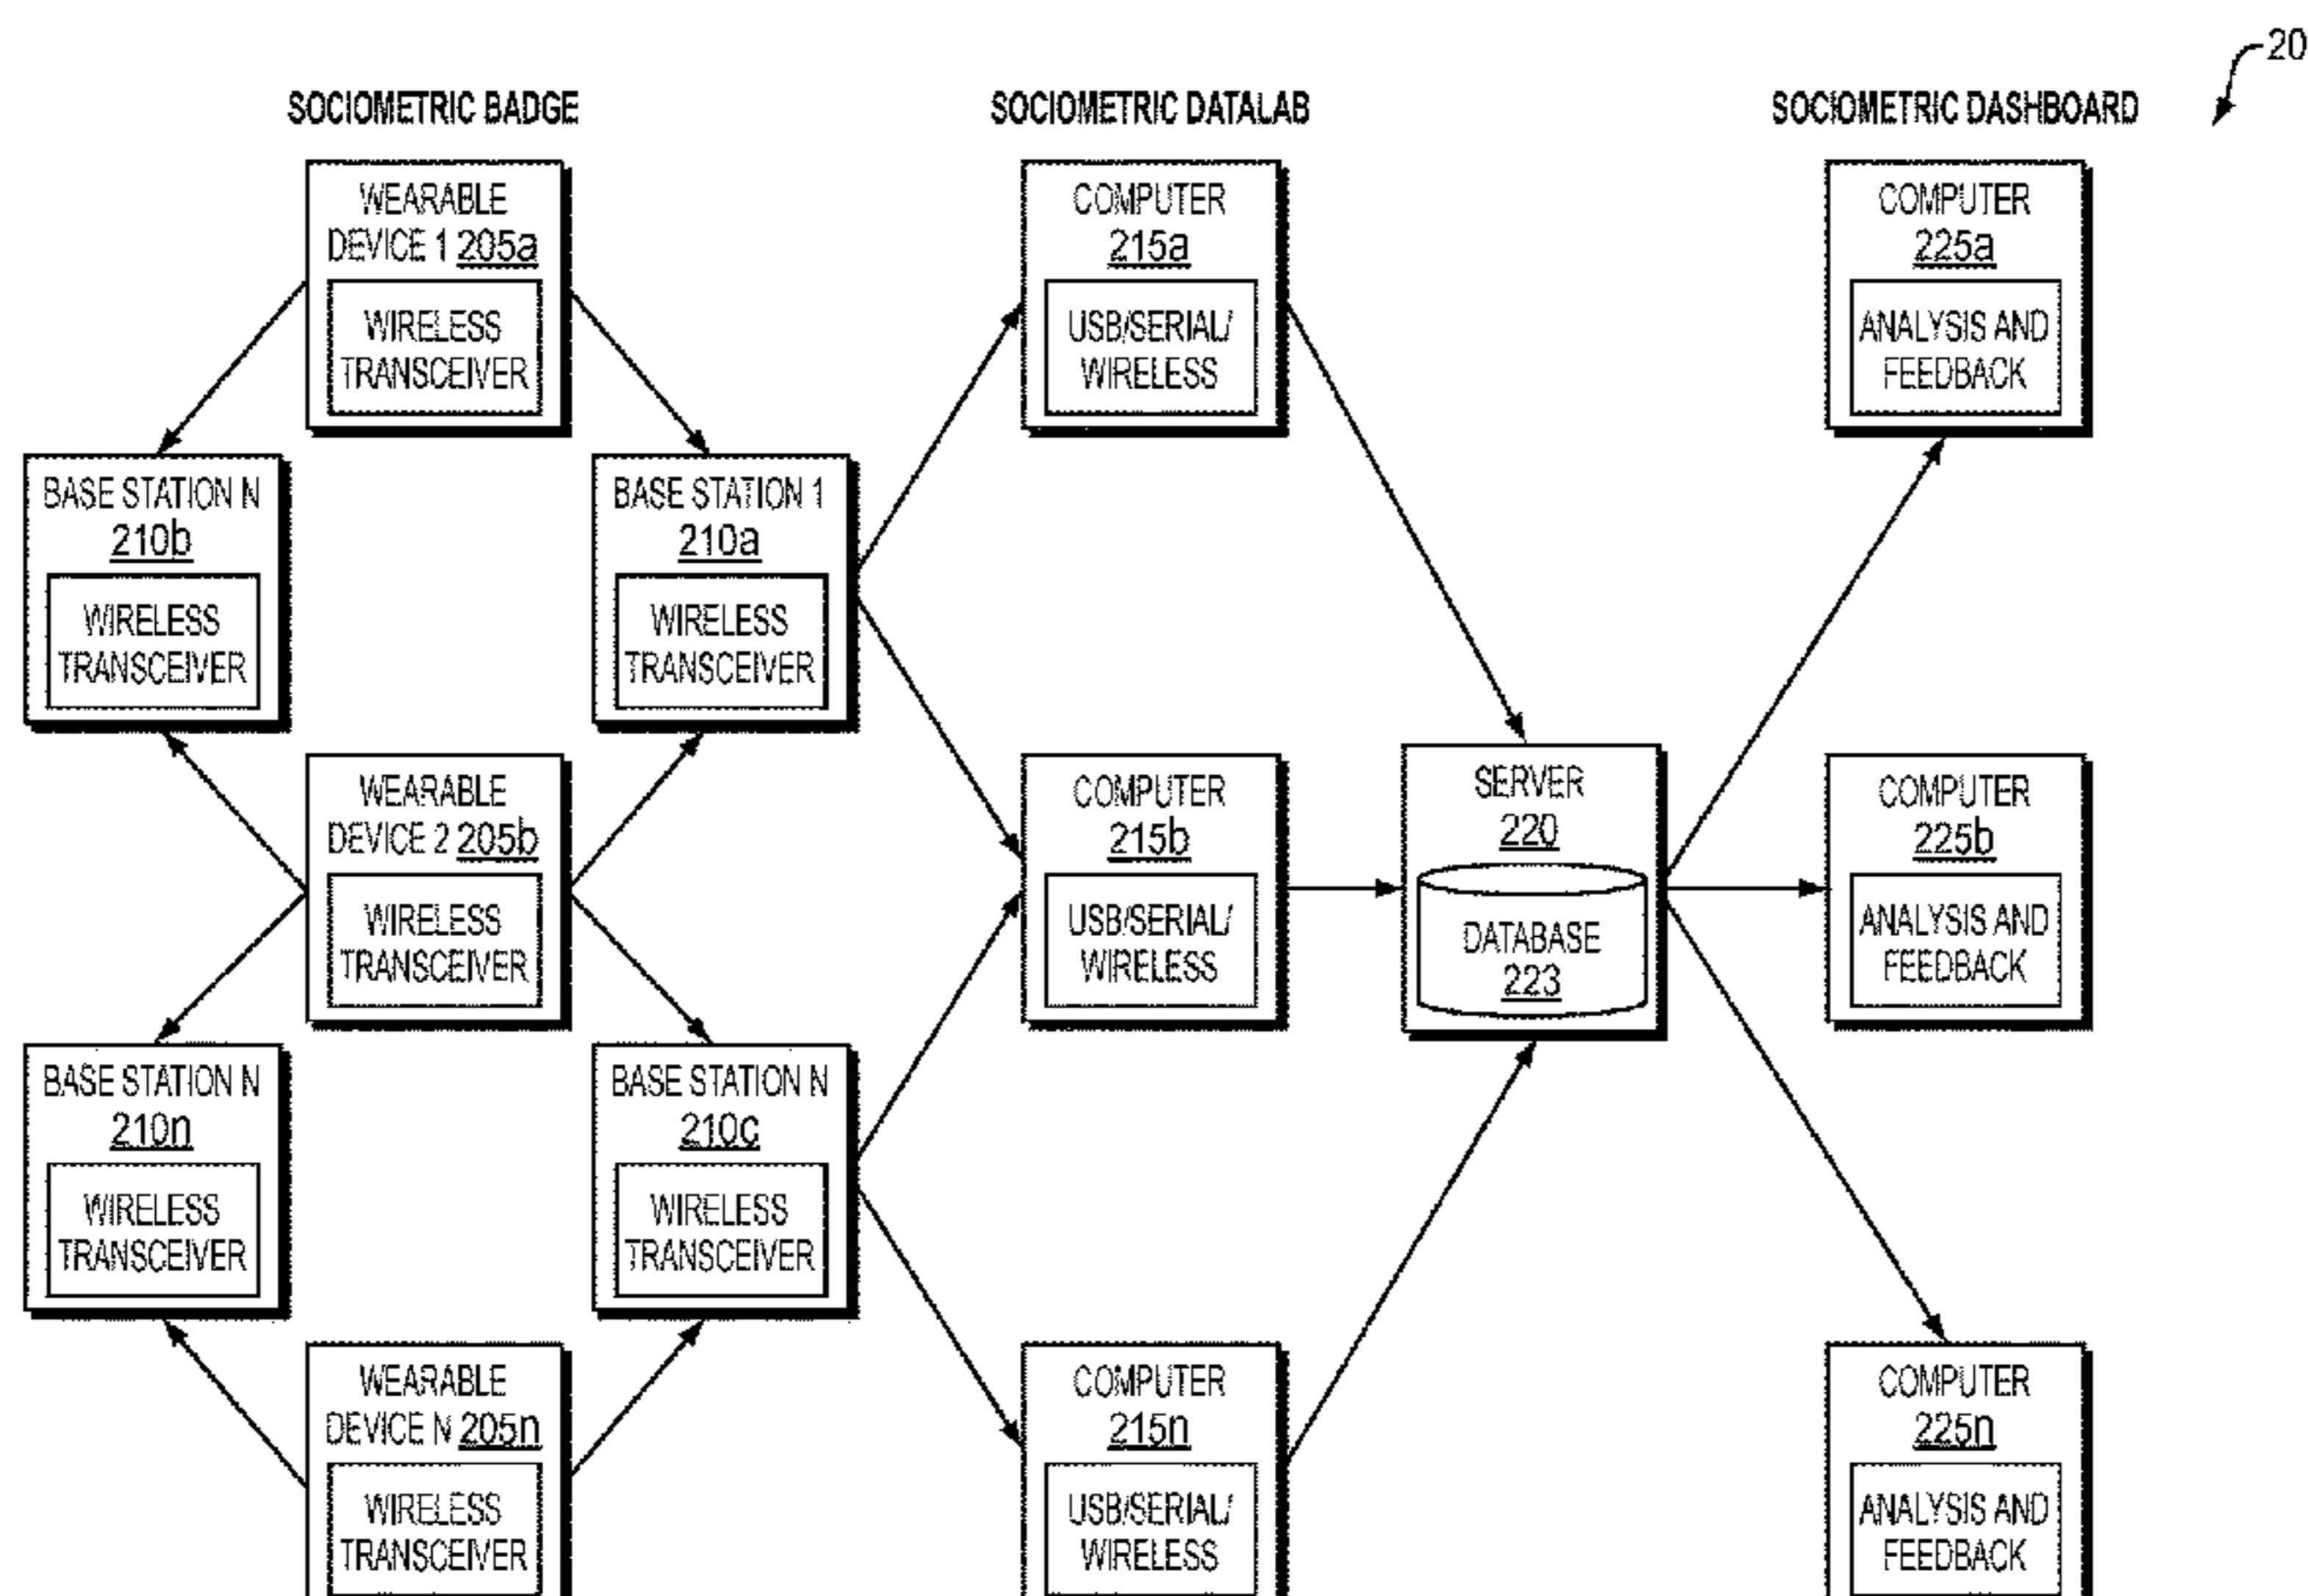 20
SOCIOMETRIC BADGE
SOCIOMETRIC DATALAB
SOCIOMETRIC DASHBOARD
WEARABLE
DEVICE 1 205a
WIRELESS
TRANSCEIVER
COMPUTER
215a
USB/SERIAL/
WIRELESS
COMPUTER
225a
ANALYSIS AND
FEEDBACK
BASE STATION N
210b
WIRELESS
TRANSCEIVER
BASE STATION 1
210a
WIRELESS
TRANSCEIVER
WEARABLE
DEVICE 2 205b
WIRELESS
TRANSCEIVER
COMPUTER
215b
USB/SERIAL/
WIRELESS
SERVER
220
DATABASE
223
COMPUTER
225b
ANALYSIS AND
FEEDBACK
BASE STATION N
210n
WIRELESS
TRANSCEIVER
BASE STATION N
210c
WIRELESS
TRANSCEIVER
WEARABLE
DEVICE N 205n
WIRELESS
TRANSCEIVER
COMPUTER
215n
USB/SERIAL/
WIRELESS
COMPUTER
225n
ANALYSIS AND
FEEDBACK